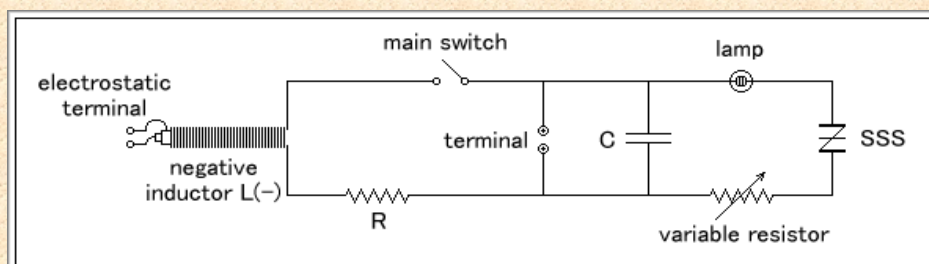 main switch
lamp
electrostatic
terminal
terminal
C
SSS
negative
inductor L(−)
R
variable resistor